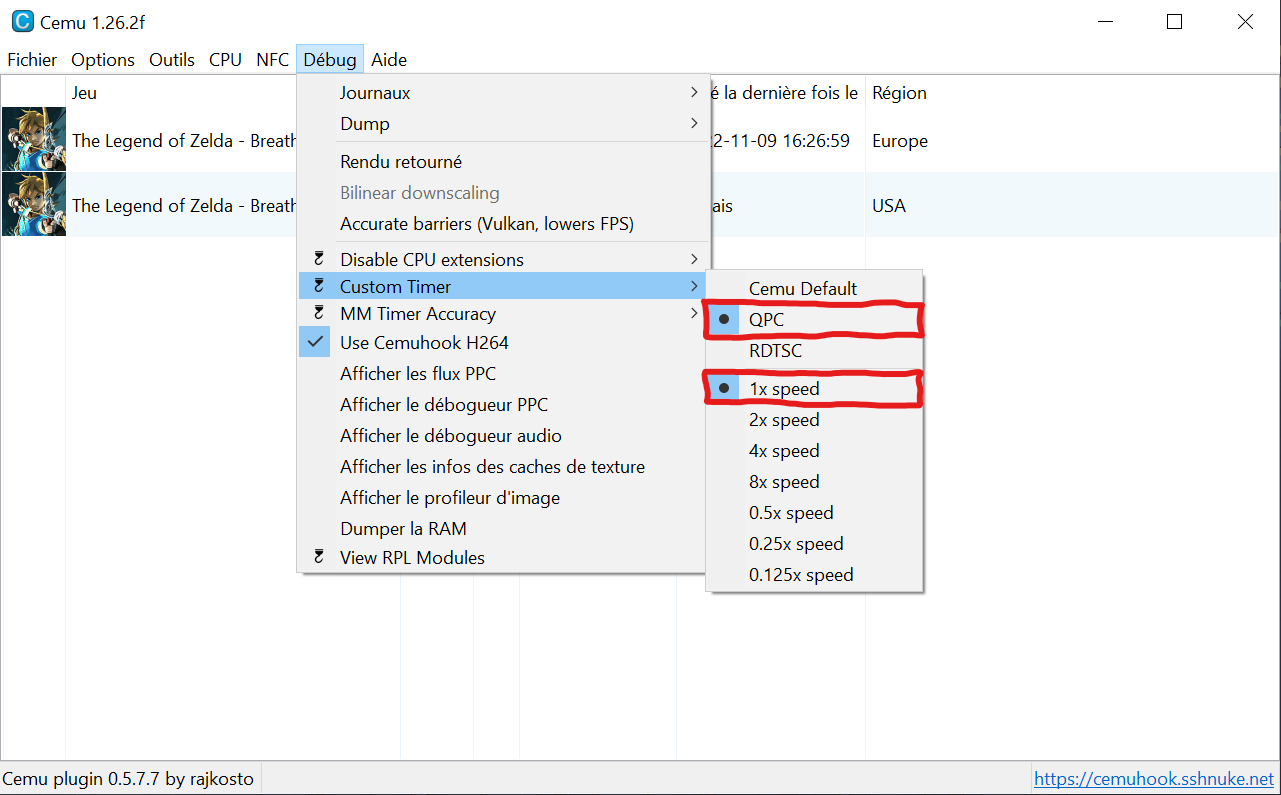 Cemu 1.26.2f
Fichier Options Outils CPU NFC Débug Aide
Jeu
é la dernière fois le
Région
The Legend of Zelda - Breath
2-11-09 16:26:59
Europe
The Legend of Zelda - Breath
ais
USA
Journaux
Dump
Rendu retourné
Bilinear downscaling
Accurate barriers (Vulkan, lowers FPS)
Disable CPU extensions
Custom Timer
MM Timer Accuracy
Use Cemuhook H264
Afficher les flux PPC
Afficher le débogueur PPC
Afficher le débogueur audio
Afficher les infos des caches de texture
Afficher le profileur d'image
Dumper la RAM
View RPL Modules
Cemu Default
QPC
RDTSC
1x speed
2x speed
4x speed
8x speed
0.5x speed
0.25x speed
0.125x speed
Cemu plugin 0.5.7.7 by rajkosto
https://cemuhook.sshnuke.net